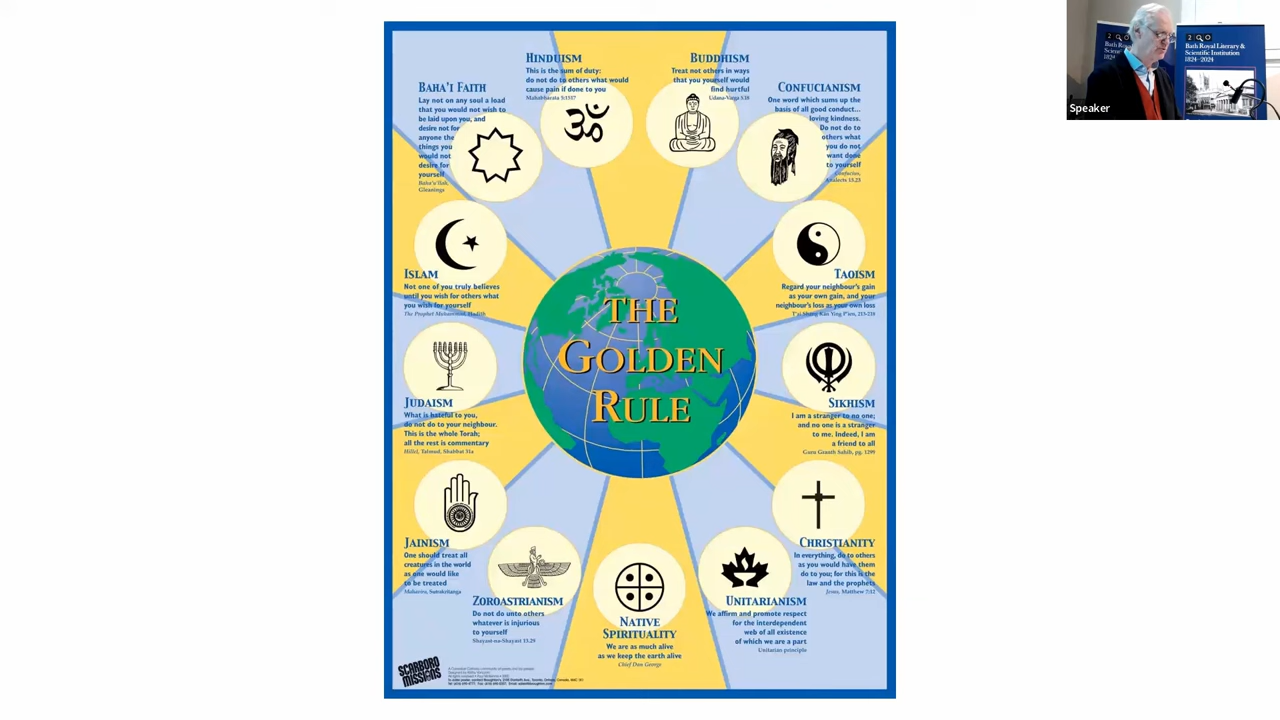 HINDUISM
This is the sum of duty:
do not do to others what would
cause pain if done to you
Mahabharata 5:1517
BUDDHISM
Treat not others in ways
that you yourself would
find hurtful
Udana-Varga 5:18
BAHA'I FAITH
Lay not on any soul a load
that you would not wish to
be laid upon you, and
desire not for
anyone the
things you
would not
desire for
yourself
Baha'u'llah,
Gleanings
CONFUCIANISM
One word which sums up the
basis of all good conduct...
loving kindness.
Do not do to
others what
you do not
want done
to yourself
Confucius,
Analects 15.23
ISLAM
Not one of you truly believes
until you wish for others what
you wish for yourself
The Prophet Muhammad, Hadith
TAOISM
Regard your neighbour's gain
as your own gain, and your
neighbour's loss as your own loss
T'ai Shang Kan Ying P'ien, 213-218
THE
GOLDEN
RULE
JUDAISM
What is hateful to you,
do not do to your neighbour.
This is the whole Torah;
all the rest is commentary
Hillel, Talmud, Shabbat 31a
SIKHISM
I am a stranger to no one;
and no one is a stranger
to me. Indeed, I am
a friend to all
Guru Granth Sahib, pg. 1299
JAINISM
One should treat all
creatures in the world
as one would like
to be treated
Mahavira, Sutrakritanga
CHRISTIANITY
In everything, do to others
as you would have them
do to you; for this is the
law and the prophets
Jesus, Matthew 7:12
ZOROASTRIANISM
Do not do unto others
whatever is injurious
to yourself
Shayast-na-Shayast 13.29
NATIVE
SPIRITUALITY
We are as much alive
as we keep the earth alive
Chief Dan George
UNITARIANISM
We affirm and promote respect
for the interdependent
web of all existence
of which we are a part
Unitarian principle
SCARBORO
MISSIONS
Bath Royal Literary &
Scientific Institution
1824-2024
Speaker